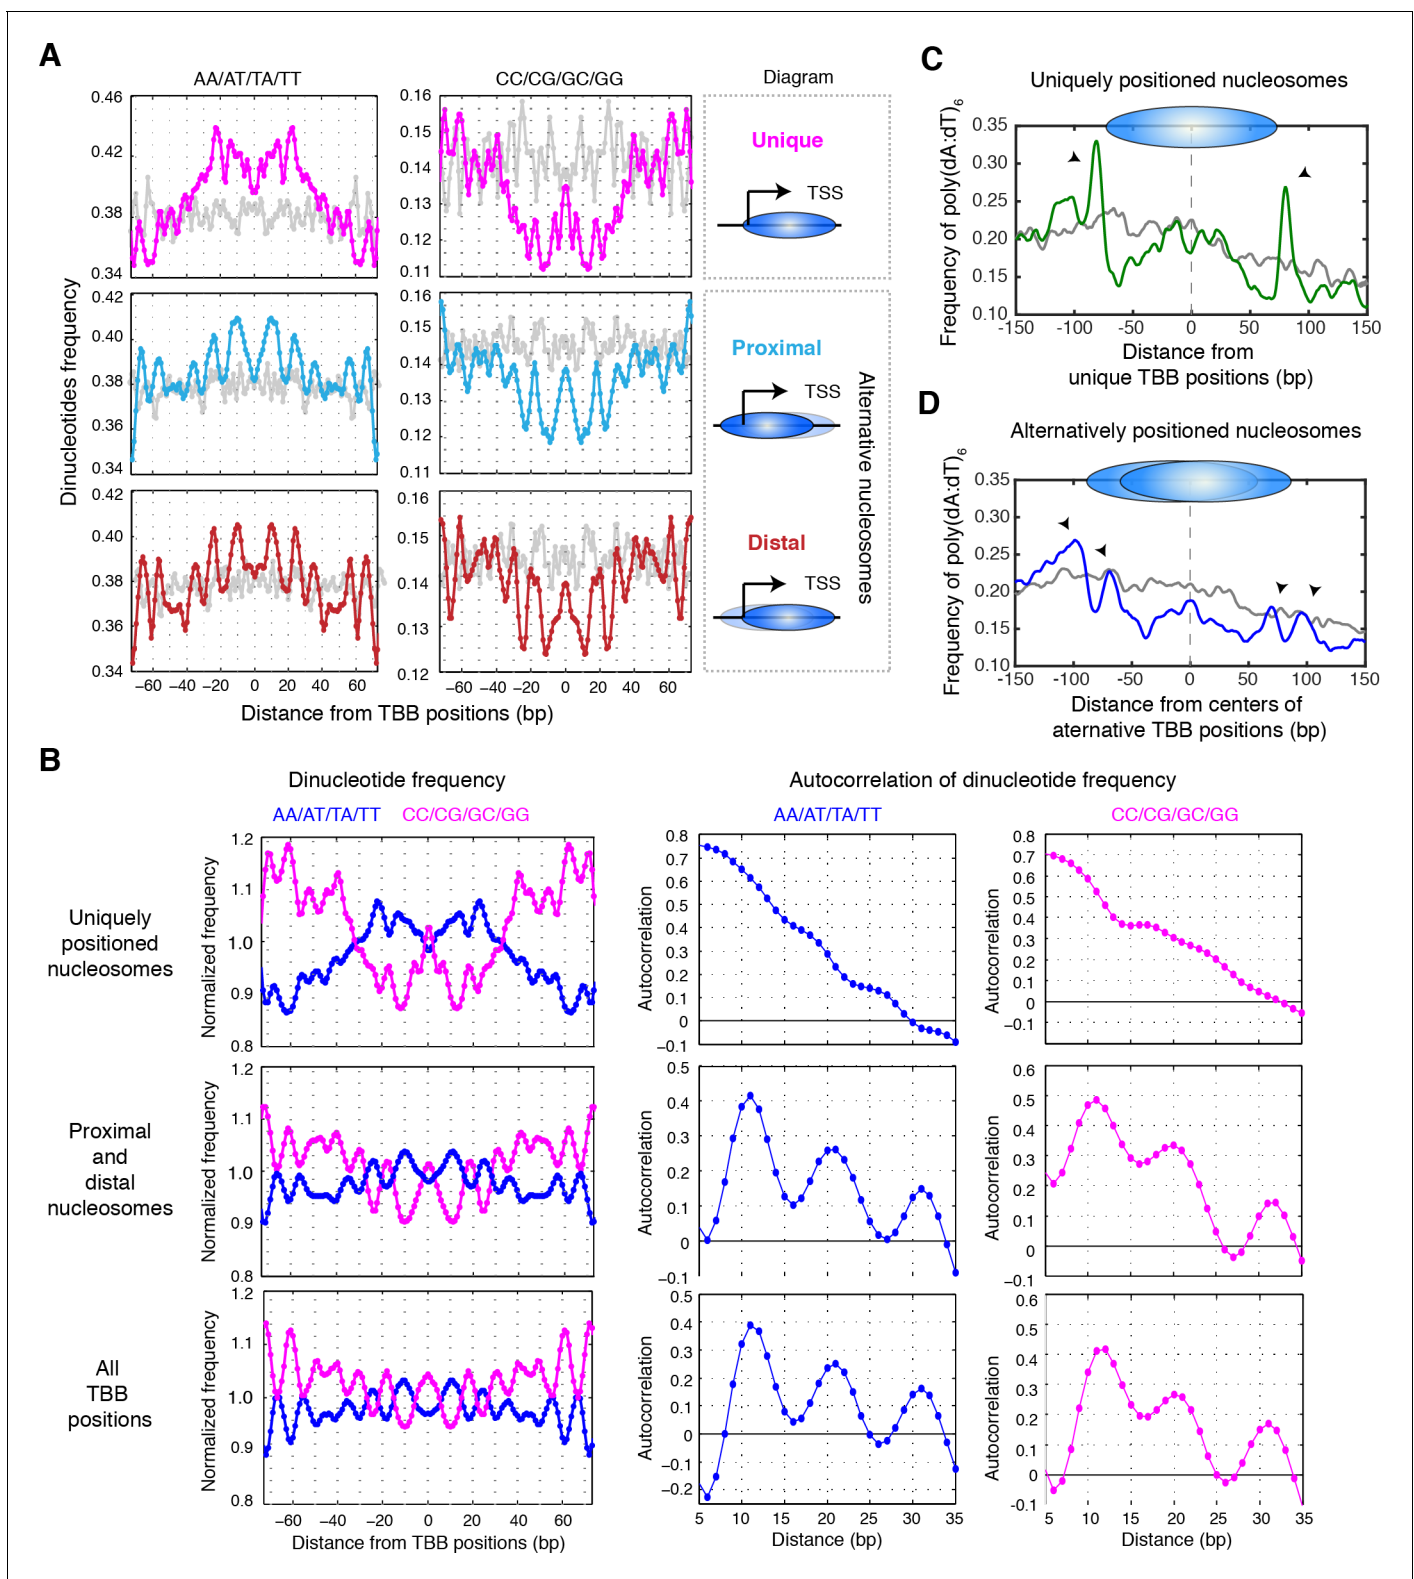 A
AA/AT/TA/TT
CC/CG/GC/GG
Diagram
Dinucleotides frequency
0.46
0.42
0.38
0.34
0.16
0.15
0.14
0.13
0.12
0.11
Unique
TSS
0.42
0.40
0.38
0.36
0.34
0.16
0.15
0.14
0.13
0.12
0.11
Proximal
TSS
Alternative nucleosomes
0.42
0.40
0.38
0.36
0.34
0.16
0.15
0.14
0.13
0.12
Distal
TSS
−60 −40 −20 0 20 40 60
−60 −40 −20 0 20 40 60
Distance from TBB positions (bp)
C
Uniquely positioned nucleosomes
Frequency of poly(dA:dT)6
0.35
0.30
0.25
0.20
0.15
0.10
-150 -100 -50 0 50 100 150
Distance from
unique TBB positions (bp)
D
Alternatively positioned nucleosomes
Frequency of poly(dA:dT)6
0.35
0.30
0.25
0.20
0.15
0.10
-150 -100 -50 0 50 100 150
Distance from centers of
aternative TBB positions (bp)
B
Dinucleotide frequency
Autocorrelation of dinucleotide frequency
AA/AT/TA/TT CC/CG/GC/GG
AA/AT/TA/TT
CC/CG/GC/GG
Uniquely
positioned
nucleosomes
Normalized frequency
1.2
1.1
1.0
0.9
0.8
Autocorrelation
0.8
0.7
0.6
0.5
0.4
0.3
0.2
0.1
0
−0.1
Autocorrelation
0.8
0.7
0.6
0.5
0.4
0.3
0.2
0.1
0
−0.1
Proximal
and
distal
nucleosomes
Normalized frequency
1.2
1.1
1.0
0.9
0.8
Autocorrelation
0.5
0.4
0.3
0.2
0.1
0
−0.1
Autocorrelation
0.6
0.5
0.4
0.3
0.2
0.1
0
−0.1
All
TBB
positions
Normalized frequency
1.2
1.1
1.0
0.9
0.8
−60 −40 −20 0 20 40 60
Distance from TBB positions (bp)
Autocorrelation
0.5
0.4
0.3
0.2
0.1
0
−0.1
−0.2
5 10 15 20 25 30 35
Distance (bp)
Autocorrelation
0.6
0.5
0.4
0.3
0.2
0.1
0
-0.1
5 10 15 20 25 30 35
Distance (bp)